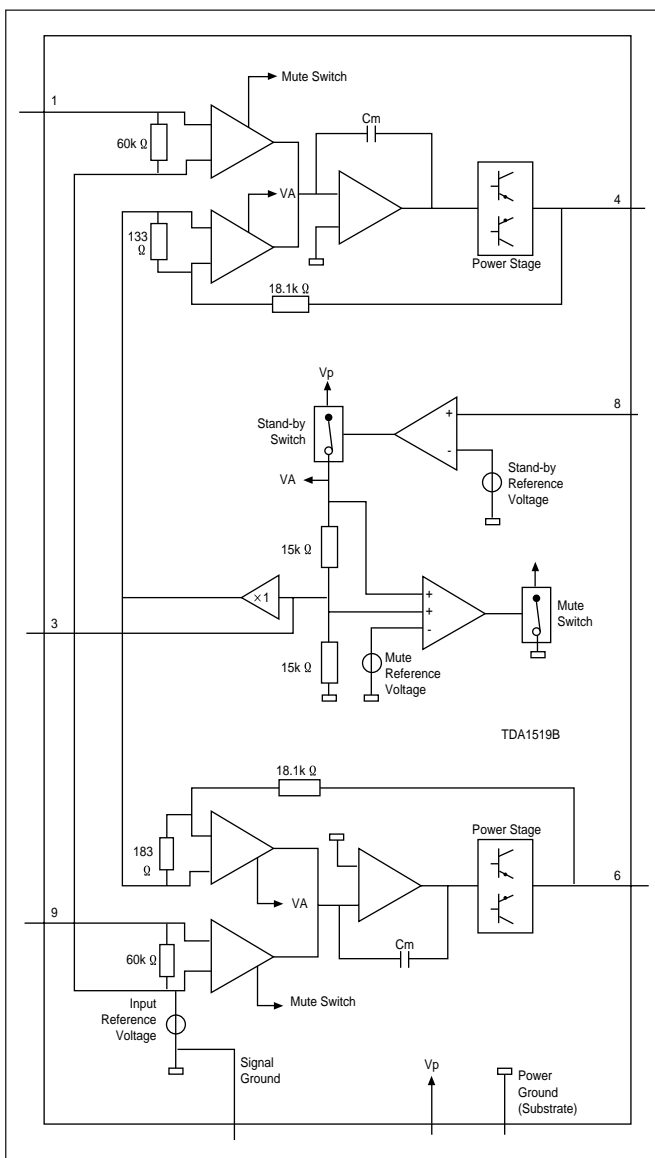 Mute Switch
1
Cm
60k Ω
VA
4
133
Ω
Power Stage
18.1k Ω
Vp
8
Stand-by
Switch
+
-
Stand-by
Reference
Voltage
VA
15k Ω
×1
+
+
-
Mute
Switch
3
Mute
Reference
Voltage
15k Ω
TDA1519B
18.1k Ω
Power Stage
183
Ω
6
VA
9
Cm
60k Ω
Mute Switch
Input
Reference
Voltage
Signal
Ground
Vp
Power
Ground
(Substrate)